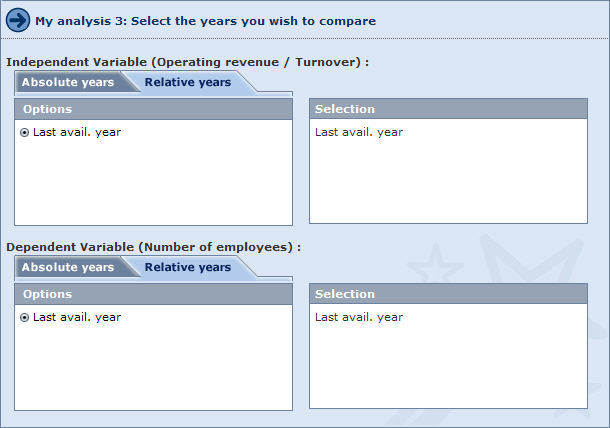 My analysis 3: Select the years you wish to compare
Independent Variable (Operating revenue / Turnover) :
Absolute years Relative years
Options Selection
Last avail. year Last avail. year
Dependent Variable (Number of employees) :
Absolute years Relative years
Options Selection
Last avail. year Last avail. year